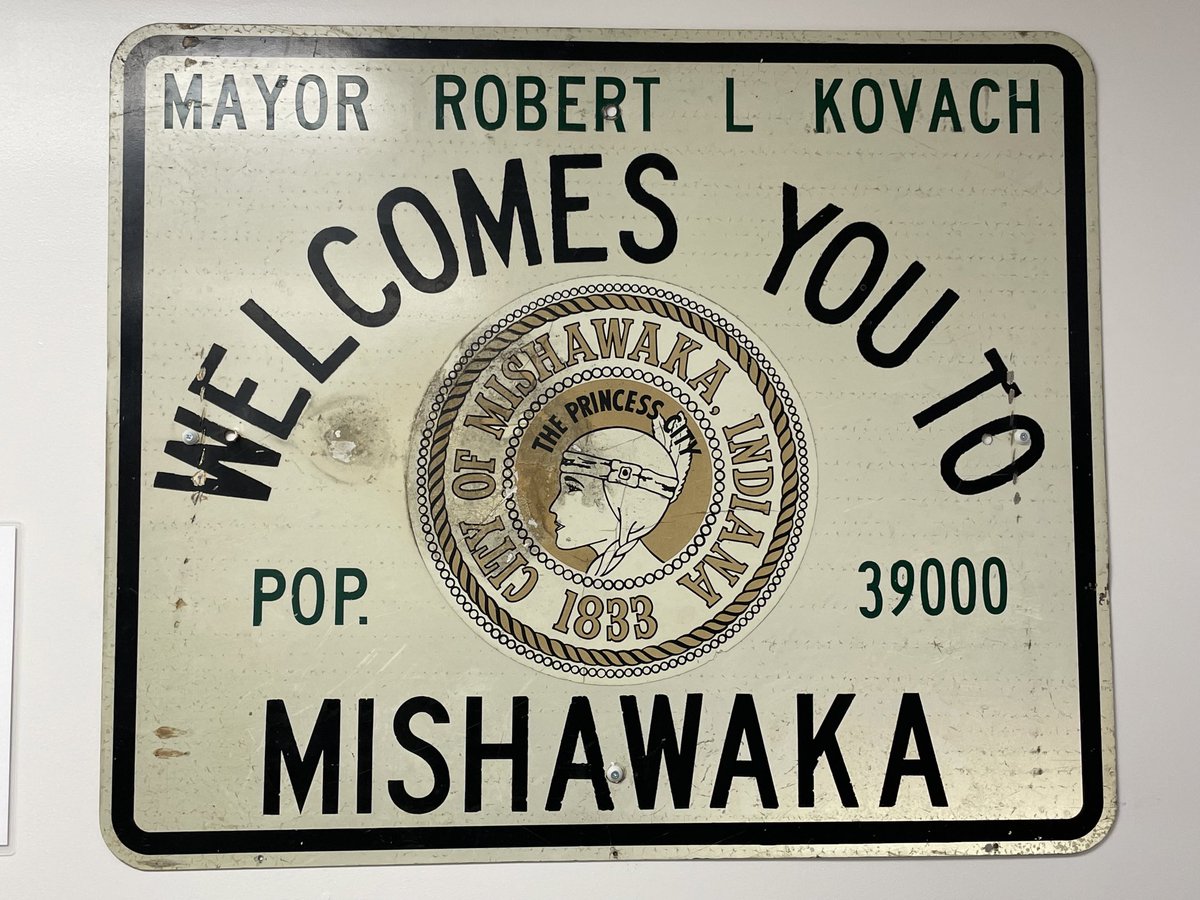 MAYOR ROBERT L KOVACH
WELCOMES YOU TO
CITY OF MISHAWAKA, INDIANA
THE PRINCESS CITY
1833
POP. 39000
MISHAWAKA